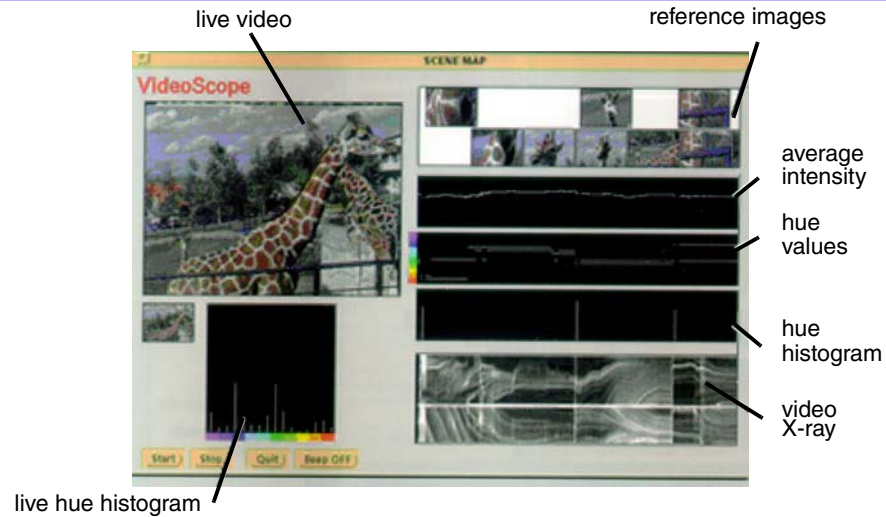 live video
reference images
SCENE MAP
VideoScope
average
intensity
hue
values
hue
histogram
video
X-ray
Start
Stop
Quit
Beep OFF
live hue histogram